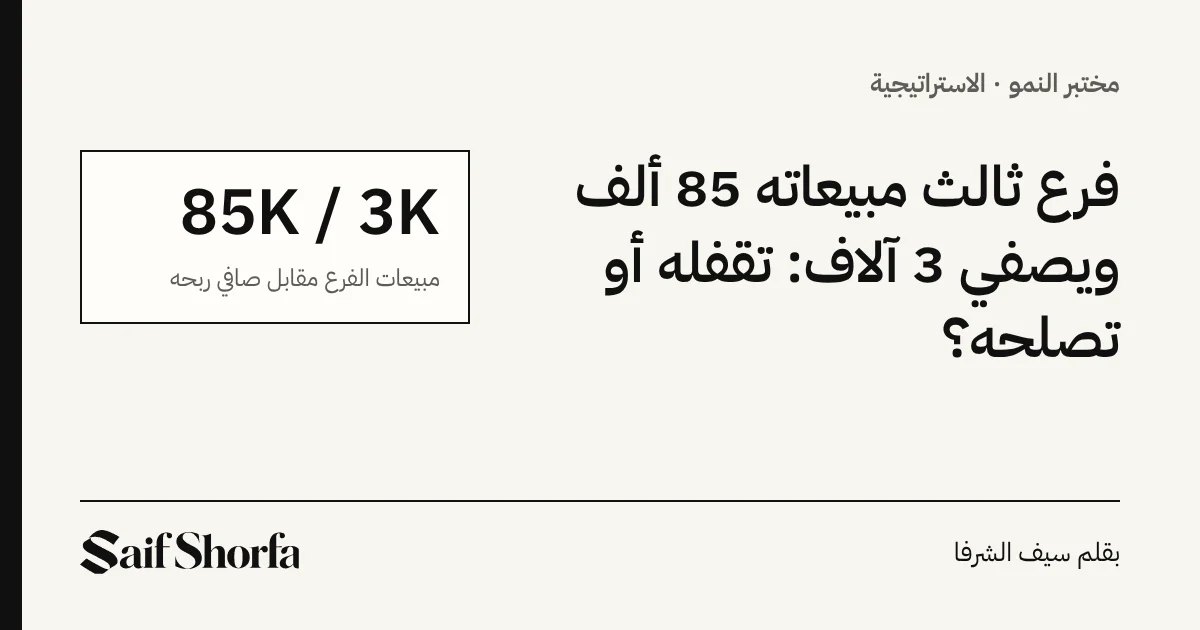 مختبر النمو · الاستراتيجية
فرع ثالث مبيعاته 85 ألف
ويصفي 3 آلاف: تقفله أو
تصلحه؟
85K / 3K
مبيعات الفرع مقابل صافي ربحه
بقلم سيف الشرفا
Saif Shorfa